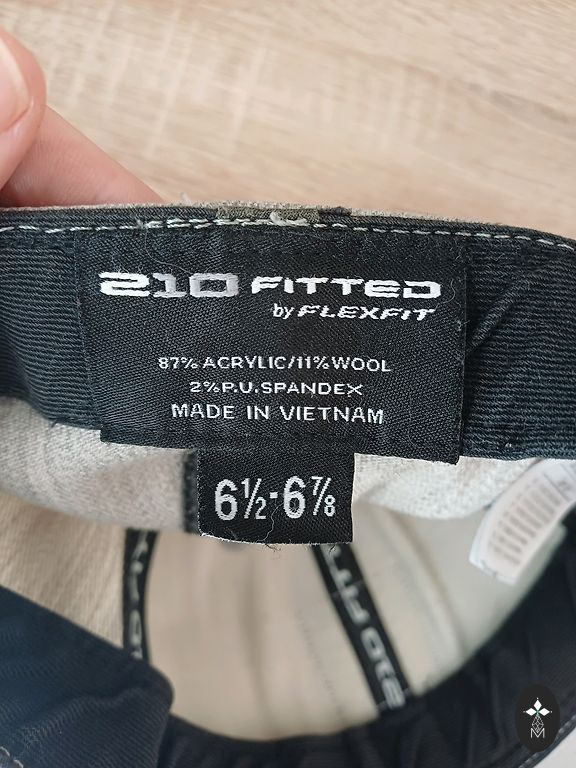 210 FITTED
by FLEXFIT
87% ACRYLIC/11% WOOL
2% P.U. SPANDEX
MADE IN VIETNAM
6½-6⅞